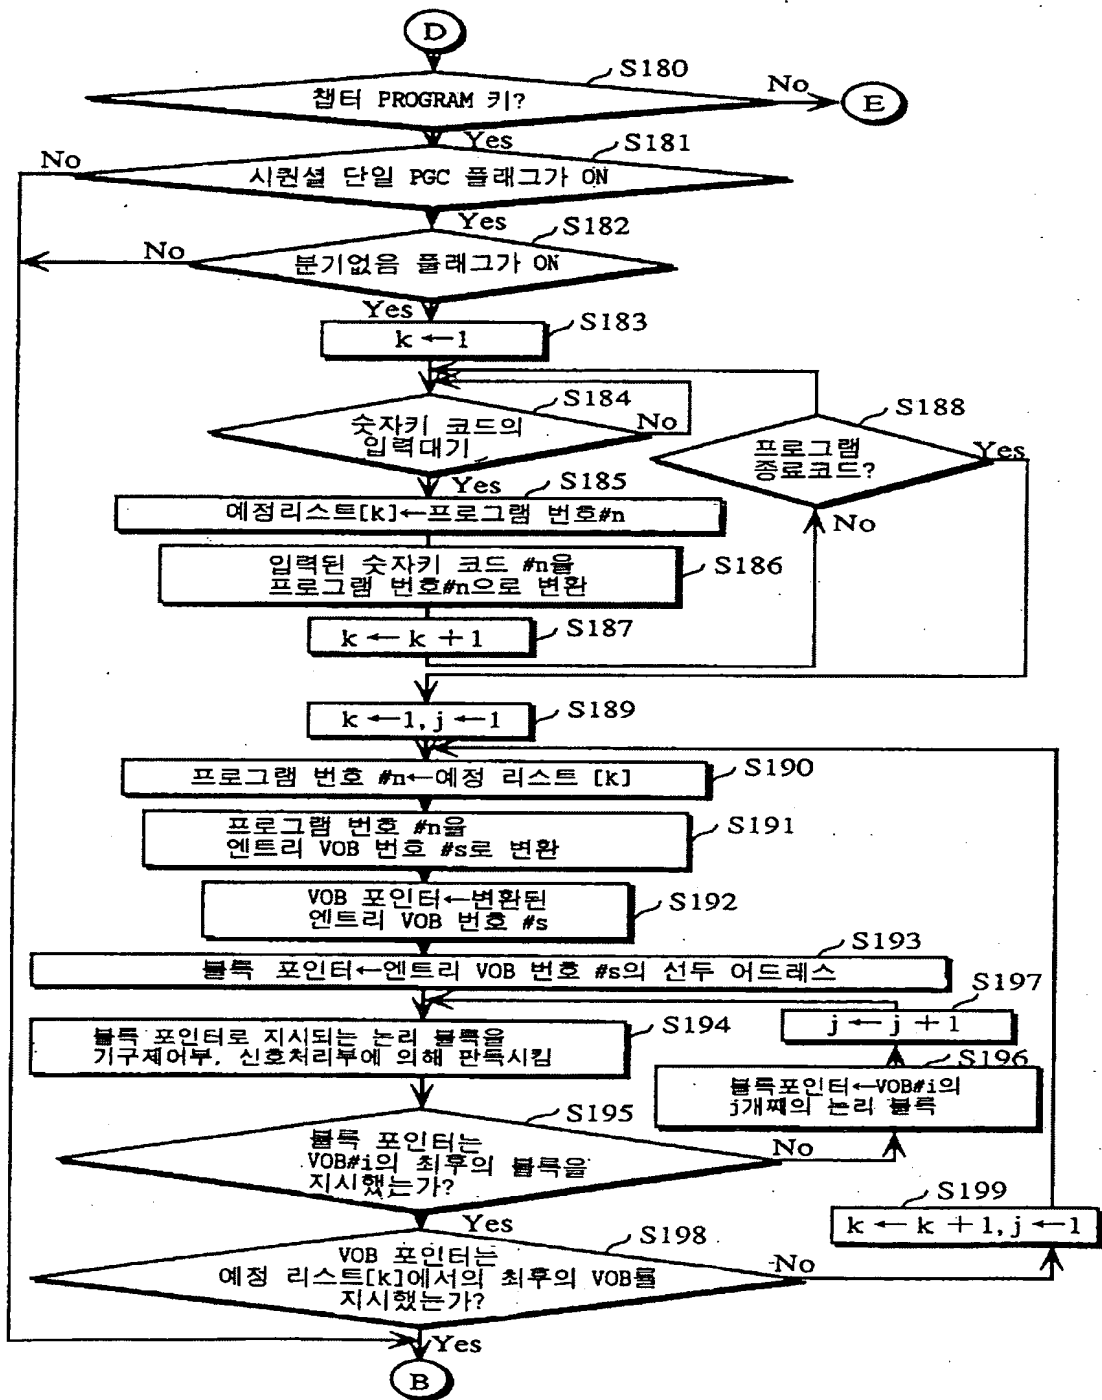 D
S180
챕터 PROGRAM 키?
No
E
Yes
S181
No
시퀀셜 단일 PGC 플래그가 ON
Yes
S182
No
분기없음 플래그가 ON
Yes
S183
k ← 1
S184
숫자키 코드의
입력대기
No
S188
프로그램
종료코드?
Yes
No
Yes
S185
예정리스트[k]←프로그램 번호#n
입력된 숫자키 코드 #n을
프로그램 번호#n으로 변환
S186
k ← k + 1
S187
k ← 1, j ← 1
S189
프로그램 번호 #n←예정 리스트 [k]
S190
프로그램 번호 #n을
엔트리 VOB 번호 #s로 변환
S191
VOB 포인터←변환된
엔트리 VOB 번호 #s
S192
S193
블록 포인터←엔트리 VOB 번호 #s의 선두 어드레스
S197
j ← j + 1
블록 포인터로 지시되는 논리 블록을
기구제어부, 신호처리부에 의해 판독시킴
S194
S196
블록포인터←VOB#i의
j개째의 논리 블록
S195
블록 포인터는
VOB#i의 최후의 블록을
지시했는가?
No
S199
k ← k + 1, j ← 1
Yes
S198
VOB 포인터는
예정 리스트[k]에서의 최후의 VOB를
지시했는가?
No
Yes
B